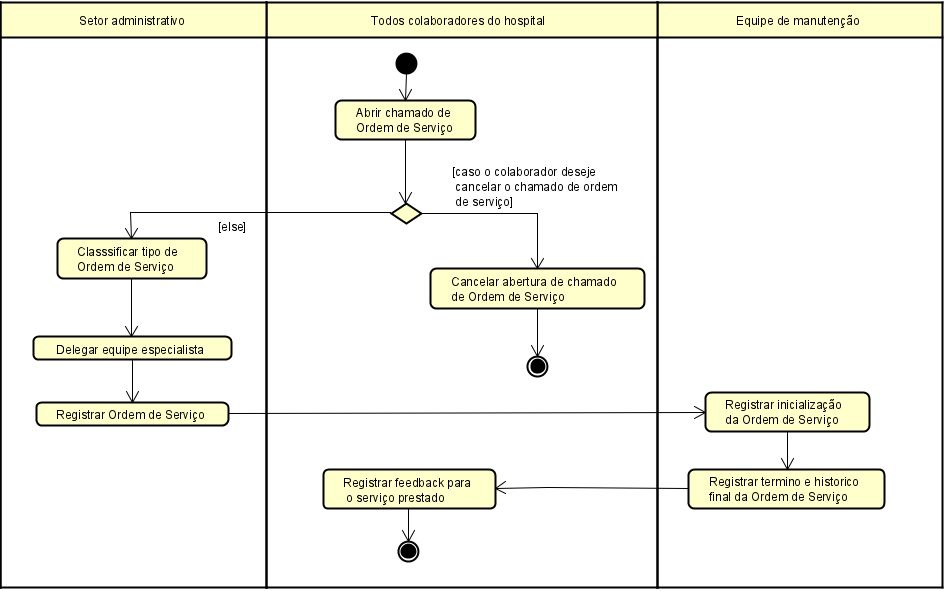 Setor administrativo
Todos colaboradores do hospital
Equipe de manutenção
Abrir chamado de
Ordem de Serviço
[caso o colaborador deseje
cancelar o chamado de ordem
de serviço]
[else]
Classsificar tipo de
Ordem de Serviço
Cancelar abertura de chamado
de Ordem de Serviço
Delegar equipe especialista
Registrar Ordem de Serviço
Registrar inicialização
da Ordem de Serviço
Registrar feedback para
o serviço prestado
Registrar termino e historico
final da Ordem de Serviço